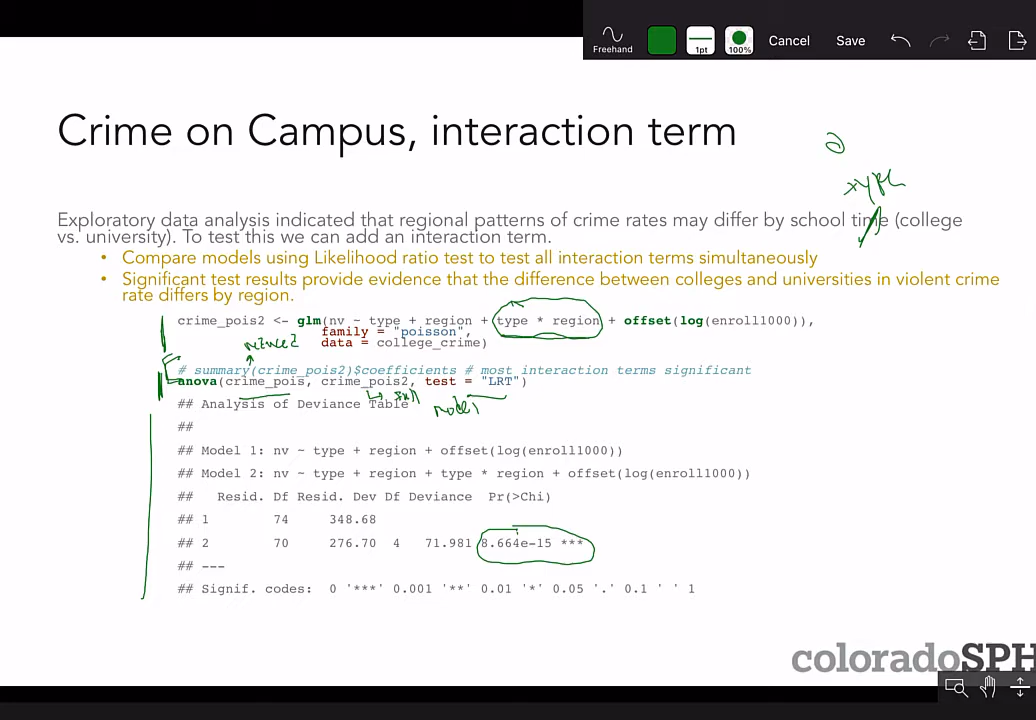 Freehand
1pt
100%
Cancel
Save
Crime on Campus, interaction term
type
Exploratory data analysis indicated that regional patterns of crime rates may differ by school time (college
vs. university). To test this we can add an interaction term.
• Compare models using Likelihood ratio test to test all interaction terms simultaneously
• Significant test results provide evidence that the difference between colleges and universities in violent crime
rate differs by region.
crime_pois2 <- glm(nv ~ type + region + type * region + offset(log(enroll1000)),
family = "poisson",
data = college_crime)
# summary(crime_pois2)$coefficients # most interaction terms significant
anova(crime_pois, crime_pois2, test = "LRT")
full
model
## Analysis of Deviance Table
##
## Model 1: nv ~ type + region + offset(log(enroll1000))
## Model 2: nv ~ type + region + type * region + offset(log(enroll1000))
## Resid. Df Resid. Dev Df Deviance Pr(>Chi)
## 1 74 348.68
## 2 70 276.70 4 71.981 8.664e-15 ***
## ---
## Signif. codes: 0 '***' 0.001 '**' 0.01 '*' 0.05 '.' 0.1 ' ' 1
coloradoSPH